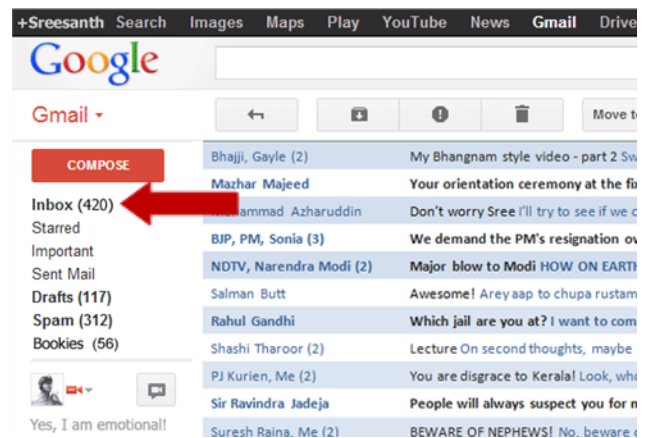 +Sreesanth Search Images Maps Play YouTube News Gmail Drive
Google
Gmail
Move to
COMPOSE
Inbox (420)
Starred
Important
Sent Mail
Drafts (117)
Spam (312)
Bookies (56)
Yes, I am emotional!
Bhajji, Gayle (2) My Bhangnam style video - part 2
Mazhar Majeed Your orientation ceremony at the
Azharuddin Don't worry Sree I'll try to see if we
BJP, PM, Sonia (3) We demand the PM's resignation
NDTV, Narendra Modi (2) Major blow to Modi HOW ON EARTH
Salman Butt Awesome! Arey aap to chupa rustam
Rahul Gandhi Which jail are you at? I want to
Shashi Tharoor (2) Lecture On second thoughts, maybe
PJ Kurien, Me (2) You are disgrace to Kerala! Look,
Sir Ravindra Jadeja People will always suspect you for
Suresh Raina, Me (2) BEWARE OF NEPHEWS! No, beware